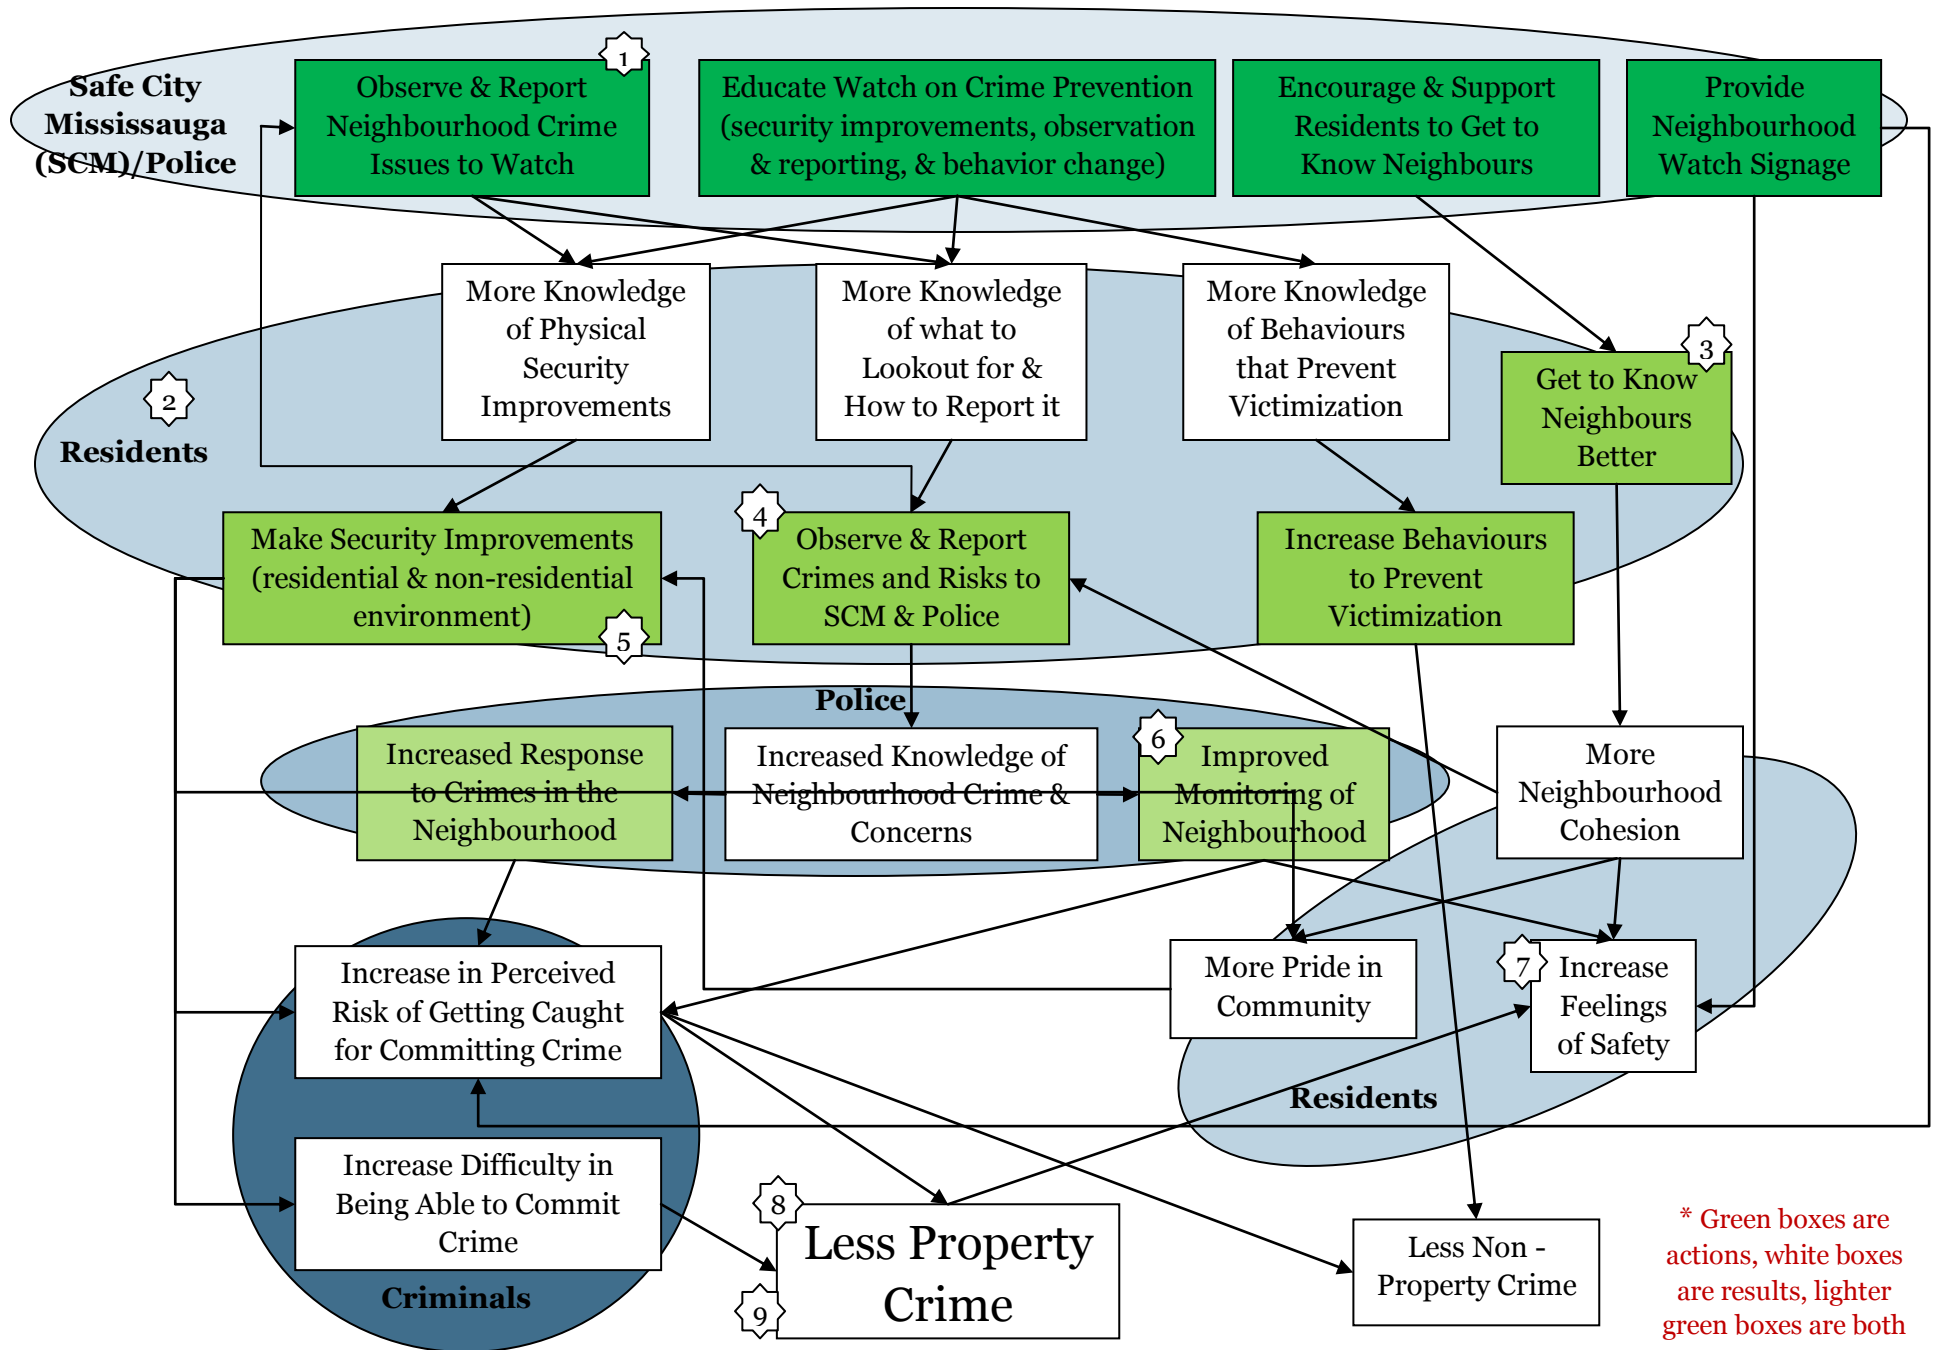 Safe City
Mississauga
(SCM)/Police
1
Observe & Report
Neighbourhood Crime
Issues to Watch
Educate Watch on Crime Prevention
(security improvements, observation
& reporting, & behavior change)
Encourage & Support
Residents to Get to
Know Neighbours
Provide
Neighbourhood
Watch Signage
2
Residents
More Knowledge
of Physical
Security
Improvements
More Knowledge
of what to
Lookout for &
How to Report it
More Knowledge
of Behaviours
that Prevent
Victimization
3
Get to Know
Neighbours
Better
Make Security Improvements
(residential & non-residential
environment)
5
4
Observe & Report
Crimes and Risks to
SCM & Police
Increase Behaviours
to Prevent
Victimization
Police
Increased Response
to Crimes in the
Neighbourhood
Increased Knowledge of
Neighbourhood Crime &
Concerns
6
Improved
Monitoring of
Neighbourhood
More
Neighbourhood
Cohesion
Increase in Perceived
Risk of Getting Caught
for Committing Crime
More Pride in
Community
7
Increase
Feelings
of Safety
Residents
Increase Difficulty in
Being Able to Commit
Crime
Criminals
8
Less Property
Crime
9
Less Non -
Property Crime
* Green boxes are
actions, white boxes
are results, lighter
green boxes are both